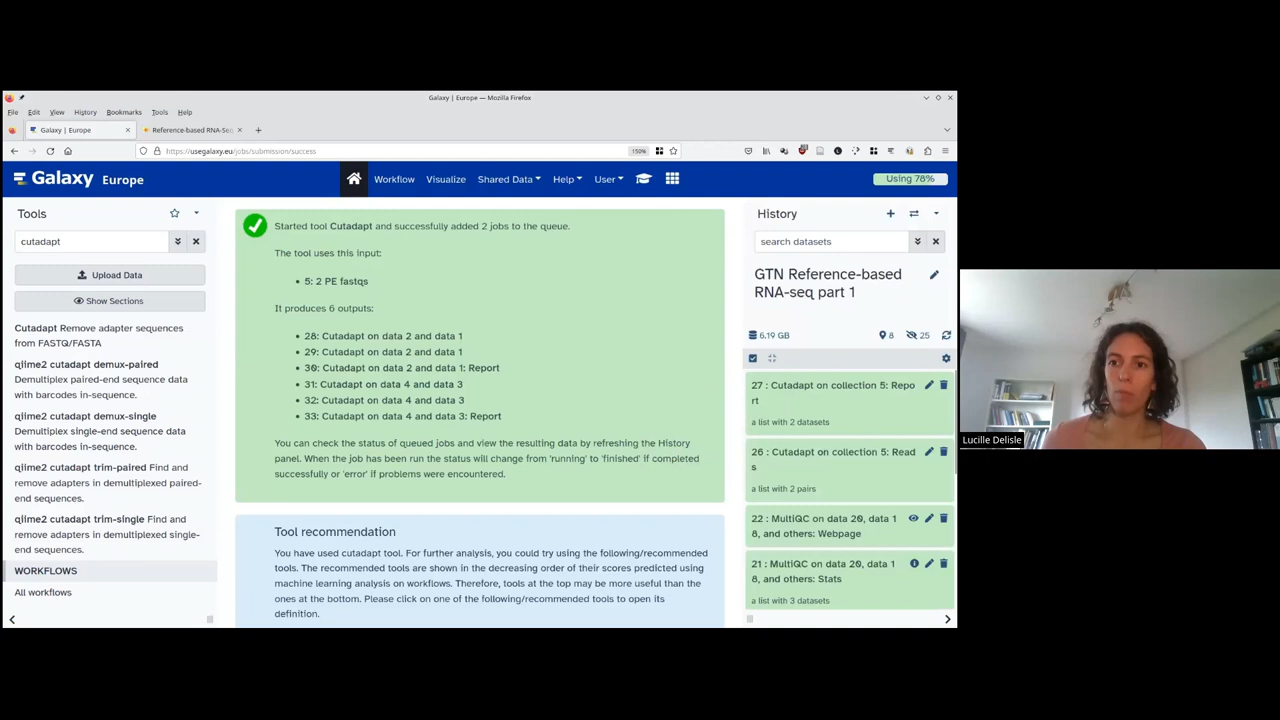 Galaxy | Europe — Mozilla Firefox
File Edit View History Bookmarks Tools Help
Galaxy | Europe
Reference-based RNA-Seq
https://usegalaxy.eu/jobs/submission/success
150%
Galaxy Europe
Workflow Visualize Shared Data Help User
Using 78%
Tools
cutadapt
Upload Data
Show Sections
Cutadapt Remove adapter sequences
from FASTQ/FASTA
qiime2 cutadapt demux-paired
Demultiplex paired-end sequence data
with barcodes in-sequence.
qiime2 cutadapt demux-single
Demultiplex single-end sequence data
with barcodes in-sequence.
qiime2 cutadapt trim-paired Find and
remove adapters in demultiplexed paired-
end sequences.
qiime2 cutadapt trim-single Find and
remove adapters in demultiplexed single-
end sequences.
WORKFLOWS
All workflows
Started tool Cutadapt and successfully added 2 jobs to the queue.
The tool uses this input:
• 5: 2 PE fastqs
It produces 6 outputs:
• 28: Cutadapt on data 2 and data 1
• 29: Cutadapt on data 2 and data 1
• 30: Cutadapt on data 2 and data 1: Report
• 31: Cutadapt on data 4 and data 3
• 32: Cutadapt on data 4 and data 3
• 33: Cutadapt on data 4 and data 3: Report
You can check the status of queued jobs and view the resulting data by refreshing the History
panel. When the job has been run the status will change from 'running' to 'finished' if completed
successfully or 'error' if problems were encountered.
Tool recommendation
You have used cutadapt tool. For further analysis, you could try using the following/recommended
tools. The recommended tools are shown in the decreasing order of their scores predicted using
machine learning analysis on workflows. Therefore, tools at the top may be more useful than the
ones at the bottom. Please click on one of the following/recommended tools to open its
definition.
History
search datasets
GTN Reference-based
RNA-seq part 1
6.19 GB
8
25
27 : Cutadapt on collection 5: Repo
rt
a list with 2 datasets
26 : Cutadapt on collection 5: Read
s
a list with 2 pairs
22 : MultiQC on data 20, data 1
8, and others: Webpage
21 : MultiQC on data 20, data 1
8, and others: Stats
a list with 3 datasets
Lucille Delisle